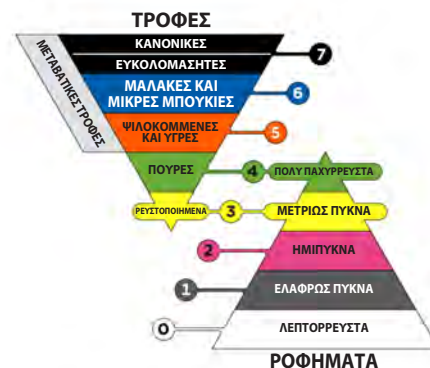 ΤΡΟΦΕΣ
ΚΑΝΟΝΙΚΕΣ
ΕΥΚΟΛΟΜΑΣΗΤΕΣ
7
ΜΕΤΑΒΑΤΙΚΕΣ ΤΡΟΦΕΣ
ΜΑΛΑΚΕΣ ΚΑΙ
ΜΙΚΡΕΣ ΜΠΟΥΚΙΕΣ
6
ΨΙΛΟΚΟΜΜΕΝΕΣ
ΚΑΙ ΥΓΡΕΣ
5
ΠΟΥΡΕΣ
4
ΠΟΛΥ ΠΑΧΥΡΡΕΥΣΤΑ
ΡΕΥΣΤΟΠΟΙΗΜΕΝΑ
3
ΜΕΤΡΙΩΣ ΠΥΚΝΑ
2
ΗΜΙΠΥΚΝΑ
1
ΕΛΑΦΡΩΣ ΠΥΚΝΑ
0
ΛΕΠΤΟΡΡΕΥΣΤΑ
ΡΟΦΗΜΑΤΑ